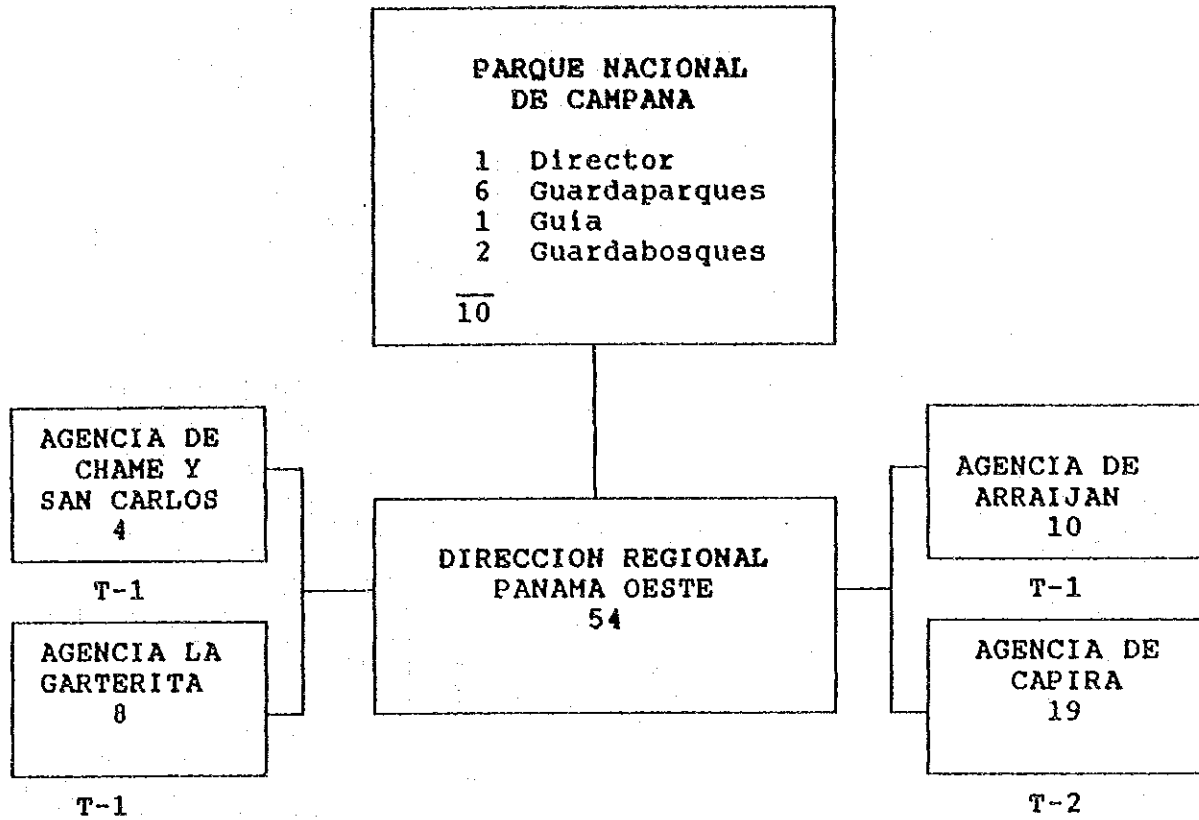 PARQUE NACIONAL
DE CAMPANA
1 Director
6 Guardaparques
1 Guía
2 Guardabosques
10
AGENCIA DE
CHAME Y
SAN CARLOS
4
T-1
AGENCIA LA
GARTERITA
8
T-1
DIRECCION REGIONAL
PANAMA OESTE
54
AGENCIA DE
ARRAIJAN
10
T-1
AGENCIA DE
CAPIRA
19
T-2